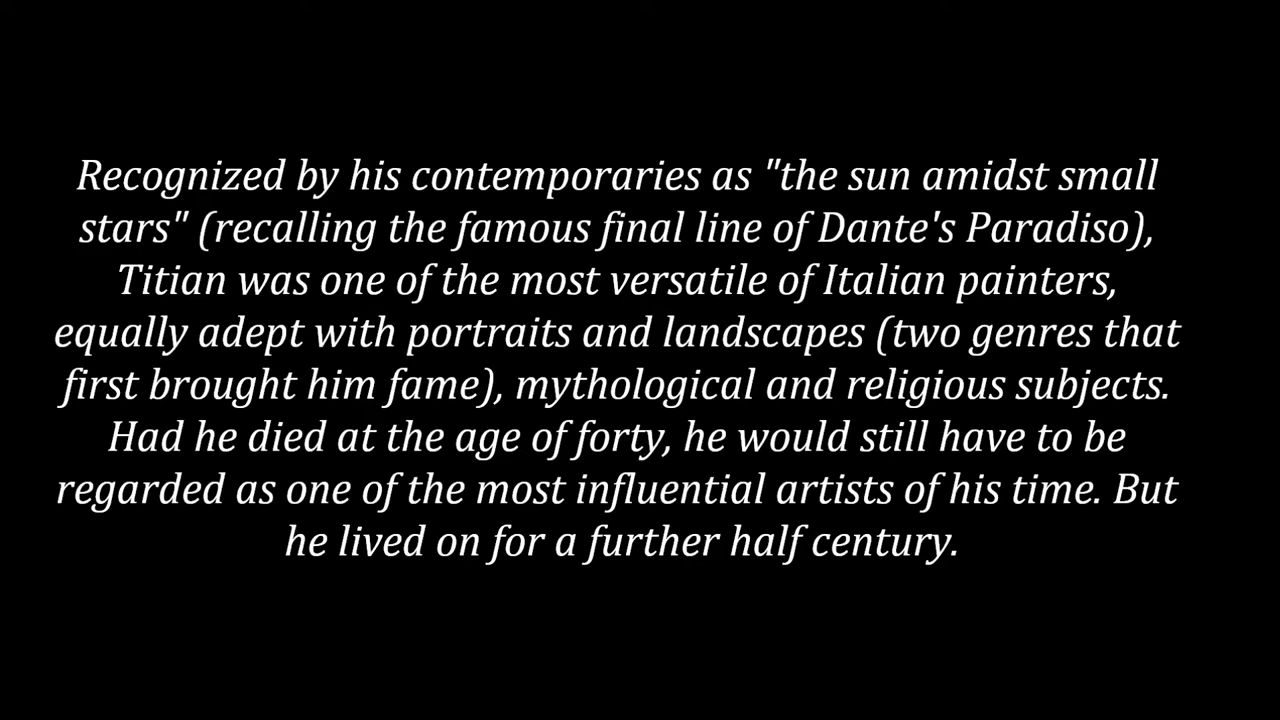 Recognized by his contemporaries as "the sun amidst small
stars" (recalling the famous final line of Dante's Paradiso),
Titian was one of the most versatile of Italian painters,
equally adept with portraits and landscapes (two genres that
first brought him fame), mythological and religious subjects.
Had he died at the age of forty, he would still have to be
regarded as one of the most influential artists of his time. But
he lived on for a further half century.